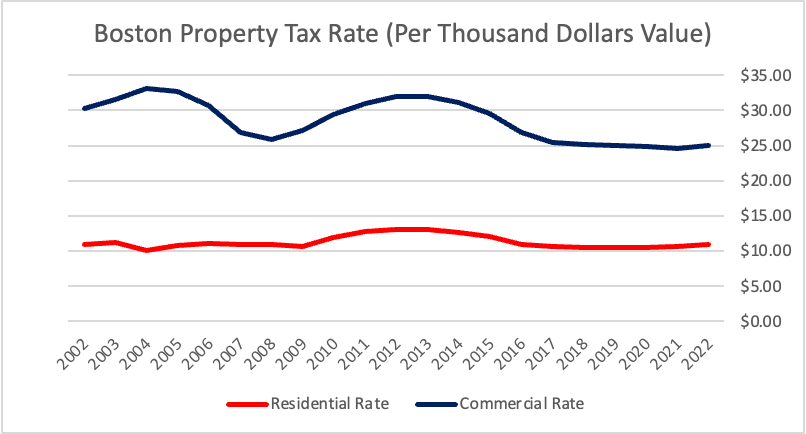 Boston Property Tax Rate (Per Thousand Dollars Value)
$35.00
$30.00
$25.00
$20.00
$15.00
$10.00
$5.00
$0.00
2002 2003 2004 2005 2006 2007 2008 2009 2010 2011 2012 2013 2014 2015 2016 2017 2018 2019 2020 2021 2022
Residential Rate Commercial Rate